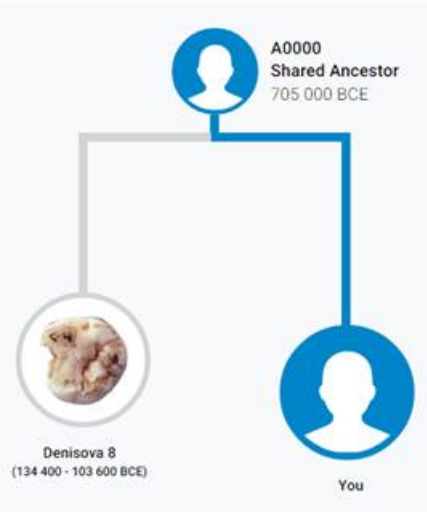 A0000
Shared Ancestor
705 000 BCE
Denisova 8
(134 400 - 103 600 BCE)
You